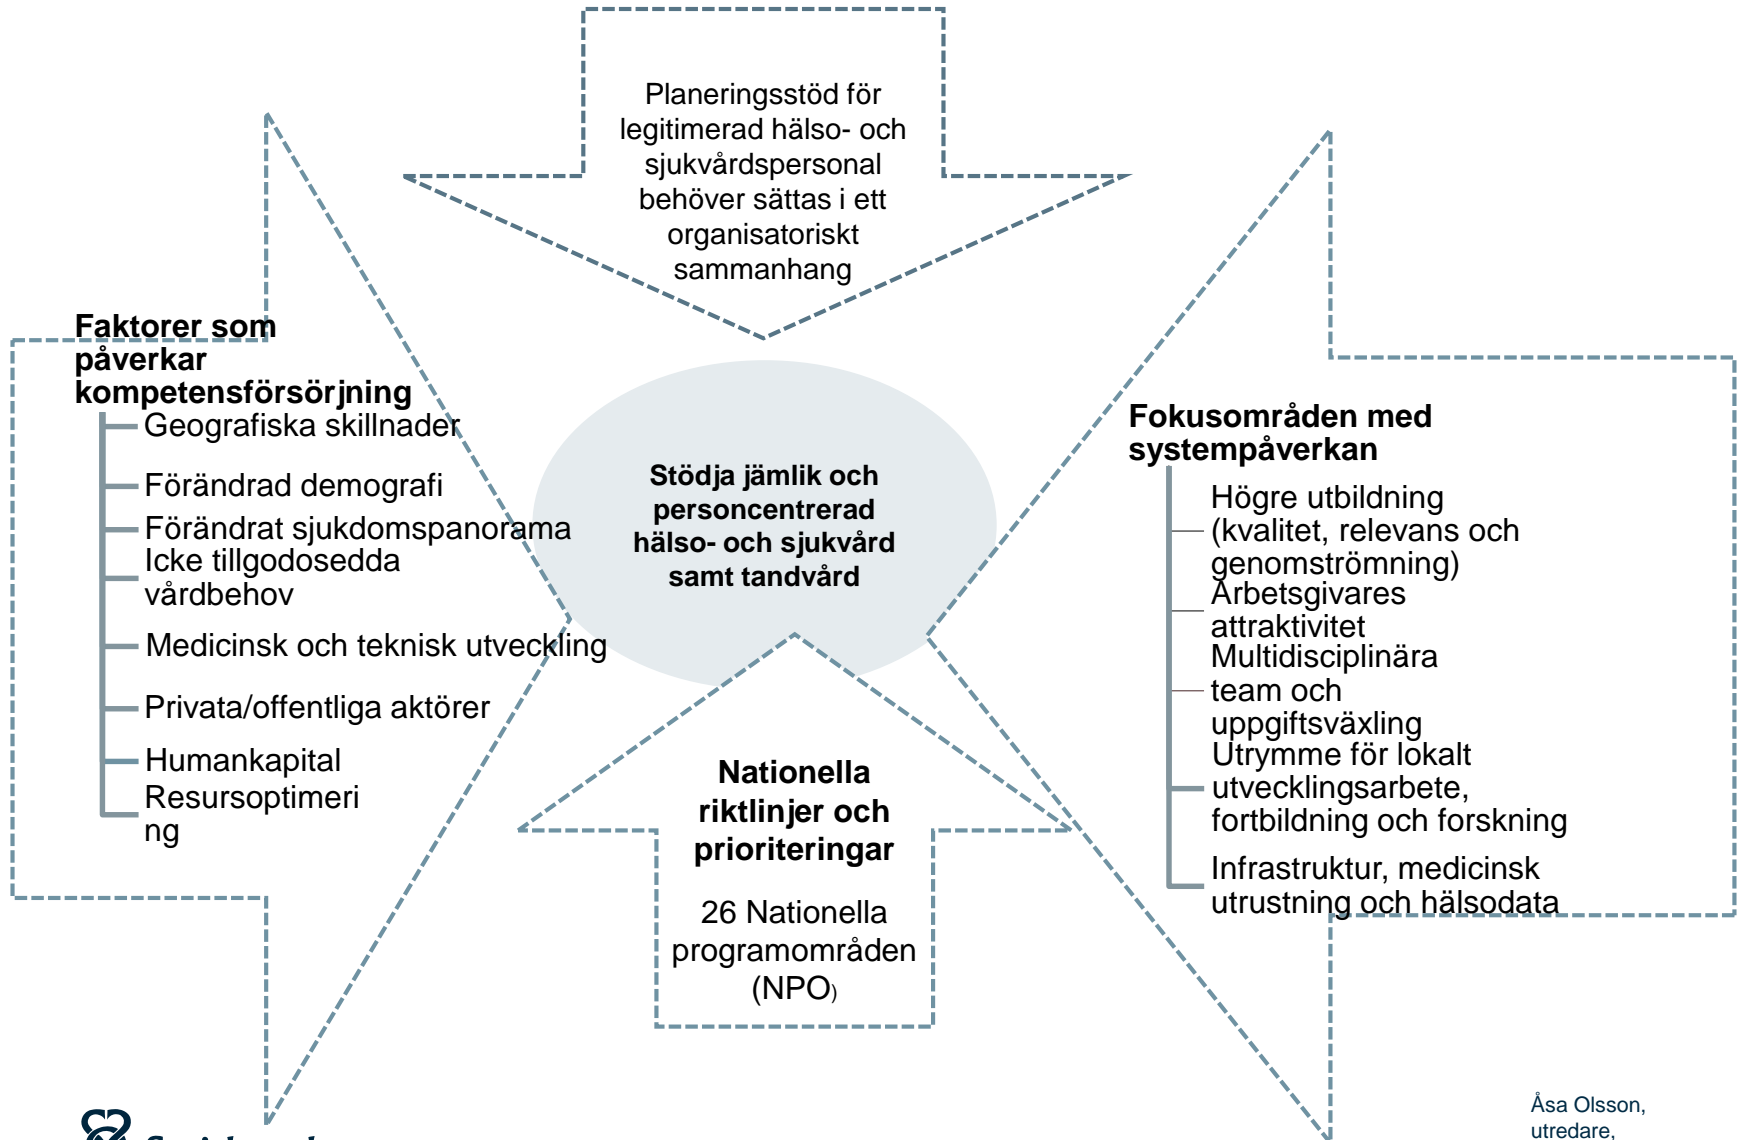 Planeringsstöd för
legitimerad hälso- och
sjukvårdspersonal
behöver sättas i ett
organisatoriskt
sammanhang
Faktorer som
påverkar
kompetensförsörjning
Geografiska skillnader
Förändrad demografi
Förändrat sjukdomspanorama
Icke tillgodosedda
vårdbehov
Medicinsk och teknisk utveckling
Privata/offentliga aktörer
Humankapital
Resursoptimeri
ng
Stödja jämlik och
personcentrerad
hälso- och sjukvård
samt tandvård
Nationella
riktlinjer och
prioriteringar
26 Nationella
programområden
(NPO)
Fokusområden med
systempåverkan
Högre utbildning
(kvalitet, relevans och
genomströmning)
Arbetsgivares
attraktivitet
Multidisciplinära
team och
uppgiftsväxling
Utrymme för lokalt
utvecklingsarbete,
fortbildning och forskning
Infrastruktur, medicinsk
utrustning och hälsodata
Åsa Olsson,
utredare,